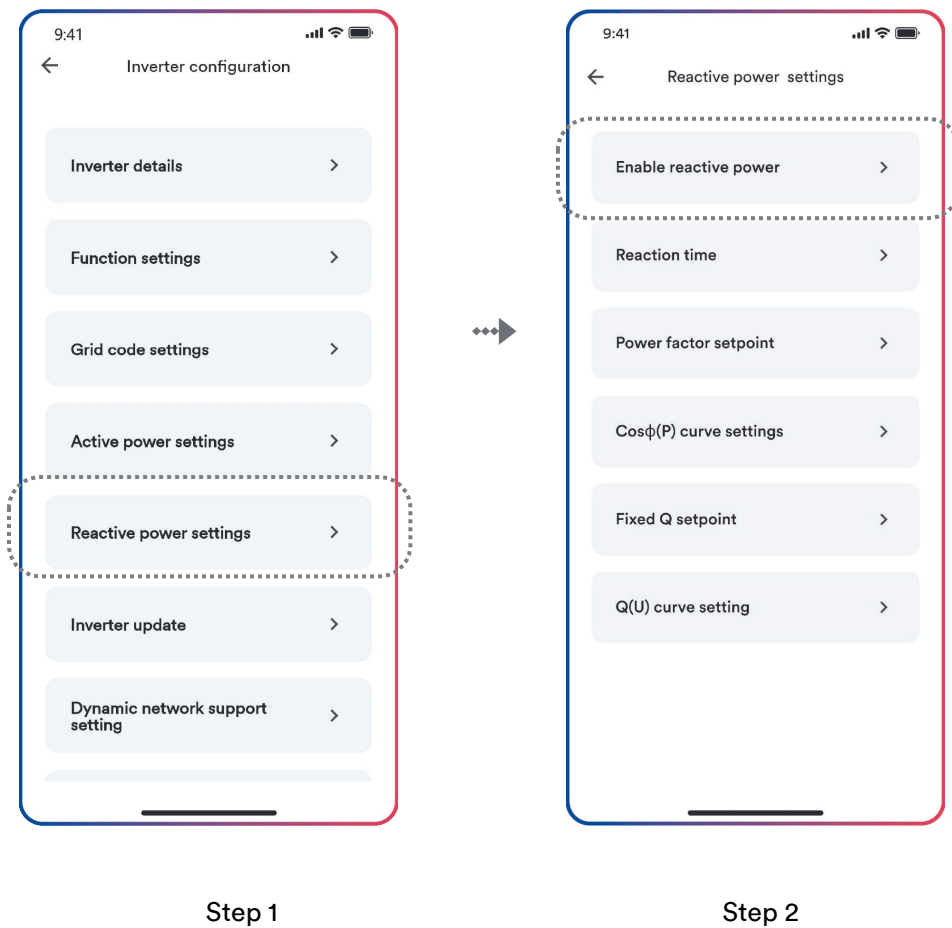 9:41
Inverter configuration
Inverter details
Function settings
Grid code settings
Active power settings
Reactive power settings
Inverter update
Dynamic network support
setting
Step 1
9:41
Reactive power settings
Enable reactive power
Reaction time
Power factor setpoint
Cosϕ(P) curve settings
Fixed Q setpoint
Q(U) curve setting
Step 2